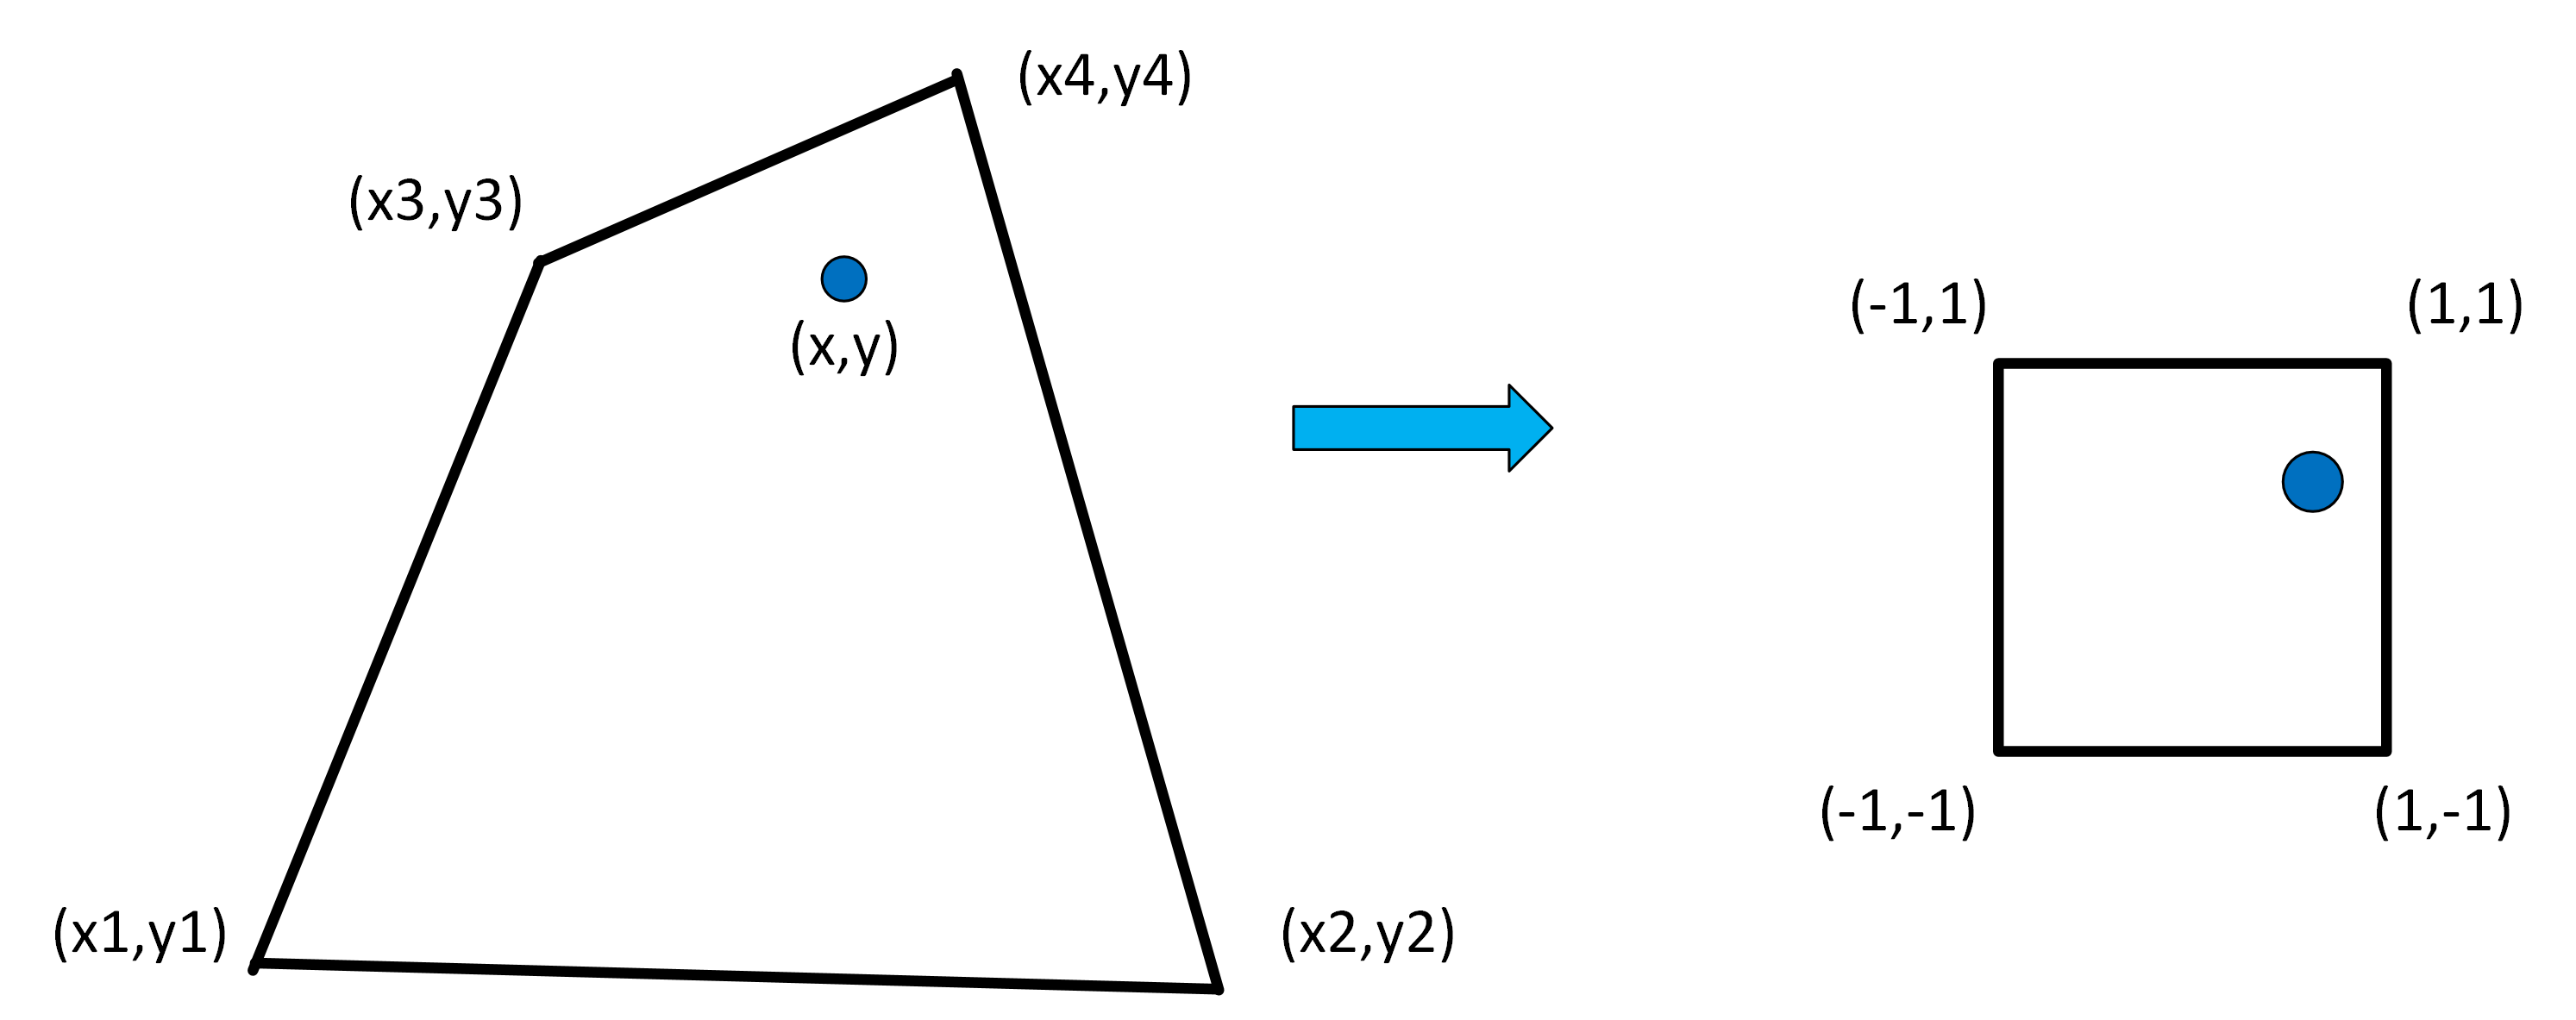 (x4,y4)
(x3,y3)
(x,y)
(x1,y1)
(x2,y2)
(-1,1)
(1,1)
(-1,-1)
(1,-1)